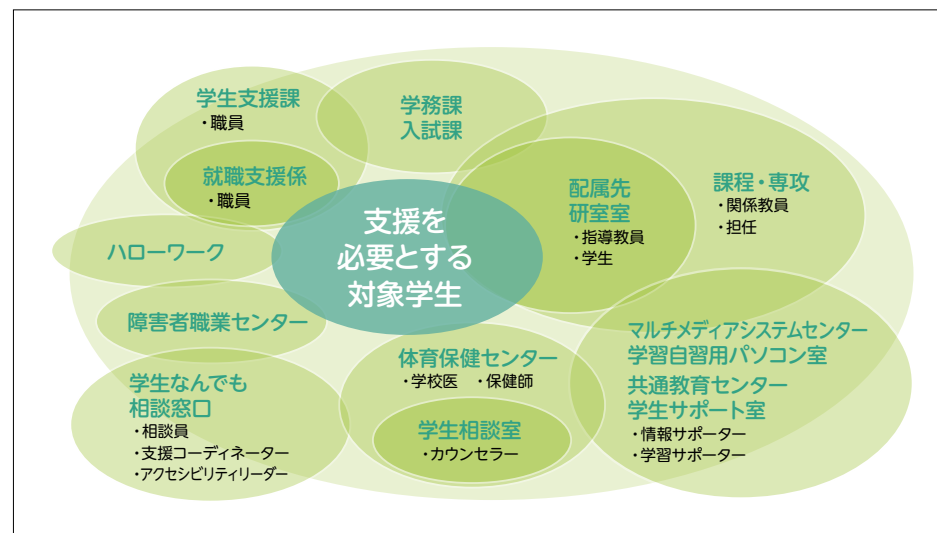 学生支援課
・職員
就職支援係
・職員
学務課
入試課
配属先
研室室
・指導教員
・学生
課程・専攻
・関係教員
・担任
支援を
必要とする
対象学生
ハローワーク
障害者職業センター
学生なんでも
相談窓口
・相談員
・支援コーディネーター
・アクセシビリティリーダー
体育保健センター
・学校医 ・保健師
学生相談室
・カウンセラー
マルチメディアシステムセンター
学習自習用パソコン室
共通教育センター
学生サポート室
・情報サポーター
・学習サポーター